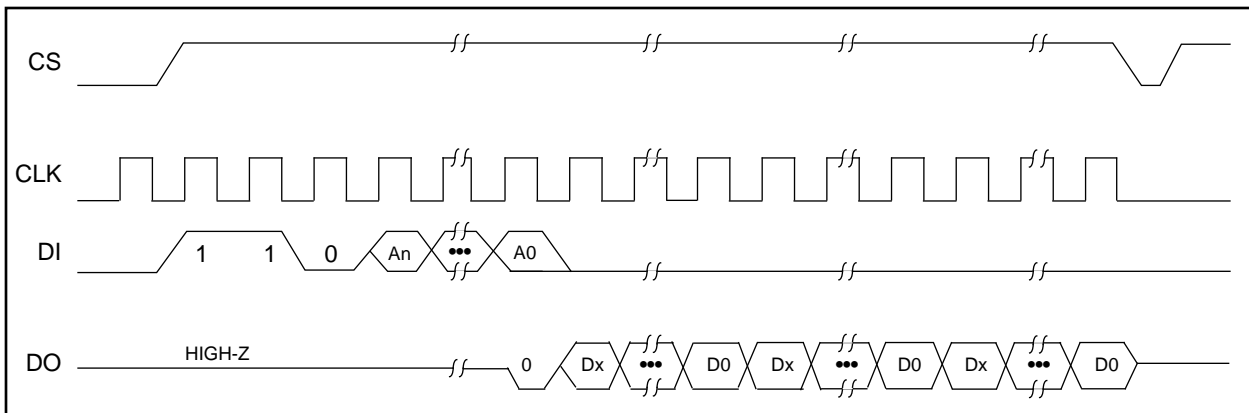 CS
CLK
DI 1 1 0 An ••• A0
DO HIGH-Z 0 Dx ••• D0 Dx ••• D0 Dx ••• D0